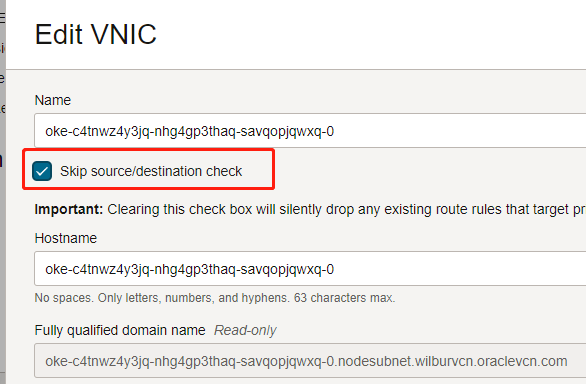 Edit VNIC
Name
oke-c4tnwz4y3jq-nhg4gp3thaq-savqopjqwxq-0
Skip source/destination check
Important: Clearing this check box will silently drop any existing route rules that target
Hostname
oke-c4tnwz4y3jq-nhg4gp3thaq-savqopjqwxq-0
No spaces. Only letters, numbers, and hyphens. 63 characters max.
Fully qualified domain name Read-only
oke-c4tnwz4y3jq-nhg4gp3thaq-savqopjqwxq-0.nodesubnet.wilburvcn.oraclevcn.com